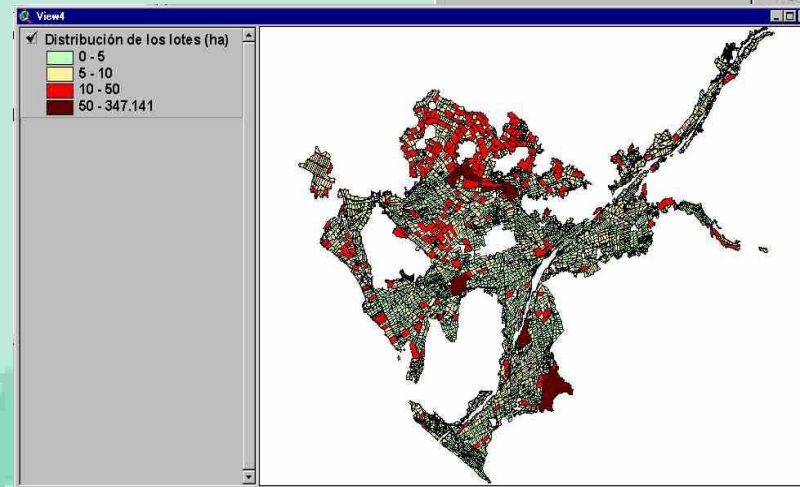 View4
Distribución de los lotes (ha)
0 - 5
5 - 10
10 - 50
50 - 347.141